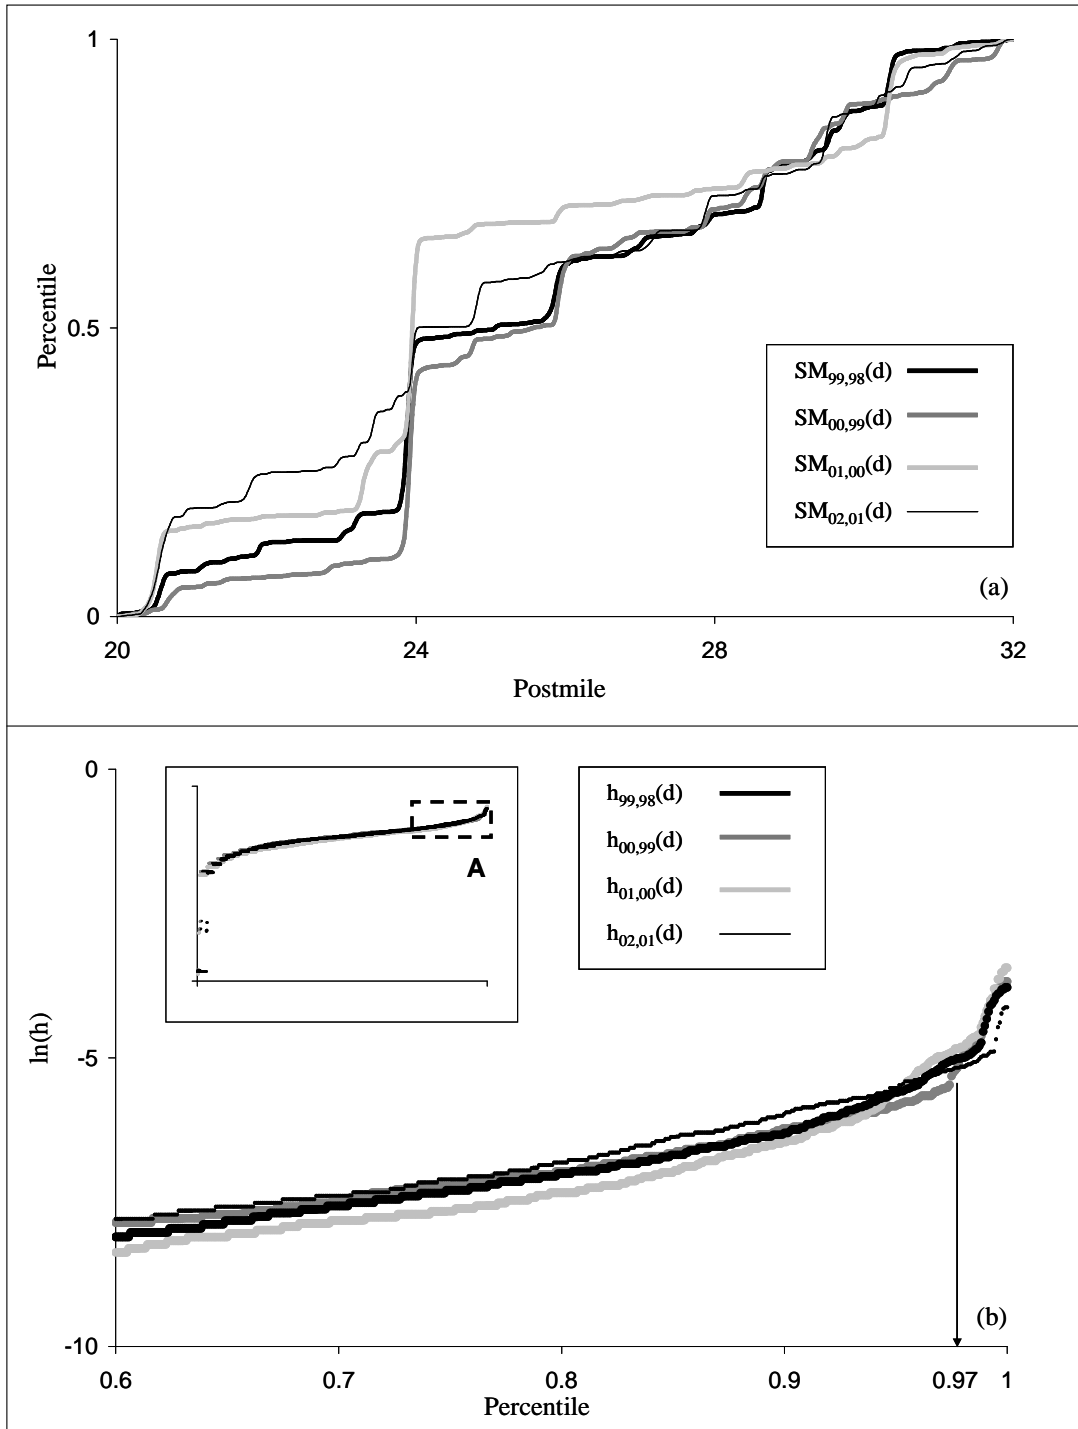 1
Percentile
0.5
SM99,98(d)
SM00,99(d)
SM01,00(d)
SM02,01(d)
(a)
0
20 24 28 32
Postmile
0
A
h99,98(d)
h00,99(d)
h01,00(d)
h02,01(d)
ln(h)
-5
(b)
-10
0.6 0.7 0.8 0.9 0.97 1
Percentile